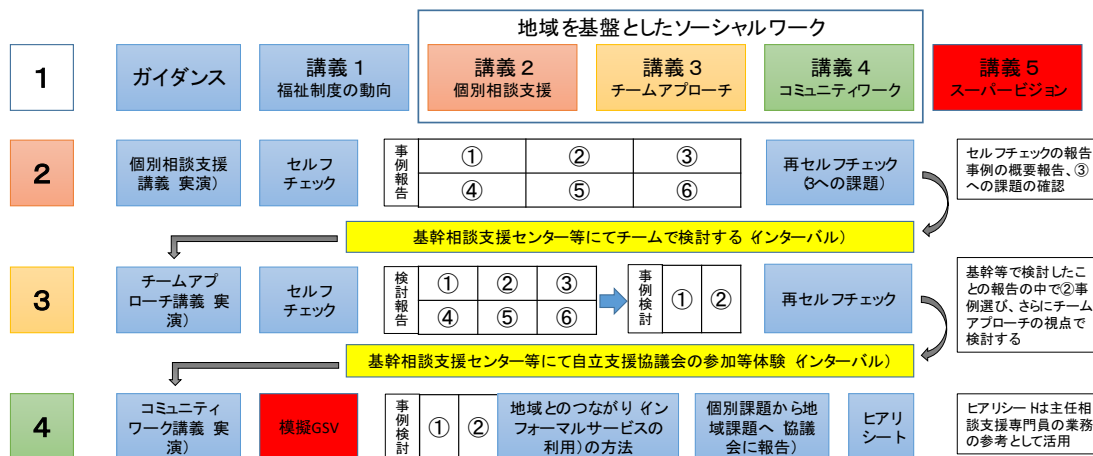 地域を基盤としたソーシャルワーク
1
ガイダンス
講義１
福祉制度の動向
講義２
個別相談支援
講義３
チームアプローチ
講義４
コミュニティワーク
講義５
スーパービジョン
2
個別相談支援
講義 実演)
セルフ
チェック
事例報告
① ② ③
④ ⑤ ⑥
再セルフチェック
(3への課題)
セルフチェックの報告
事例の概要報告、③
への課題の確認
基幹相談支援センター等にてチームで検討する (インターバル)
3
チームアプ
ローチ講義 実
演)
セルフ
チェック
検討報告
① ② ③
④ ⑤ ⑥
事例検討
① ②
再セルフチェック
基幹等で検討したこ
との報告の中で②事
例選び、さらにチーム
アプローチの視点で
検討する
基幹相談支援センター等にて自立支援協議会の参加等体験 (インターバル)
4
コミュニティ
ワーク講義 実
演)
模擬GSV
事例検討
① ②
地域とのつながり (イン
フォーマルサービスの
利用)の方法
個別課題から地
域課題へ 協議
会に報告)
ヒアリ
シート
ヒアリシートは主任相
談支援専門員の業務
の参考として活用